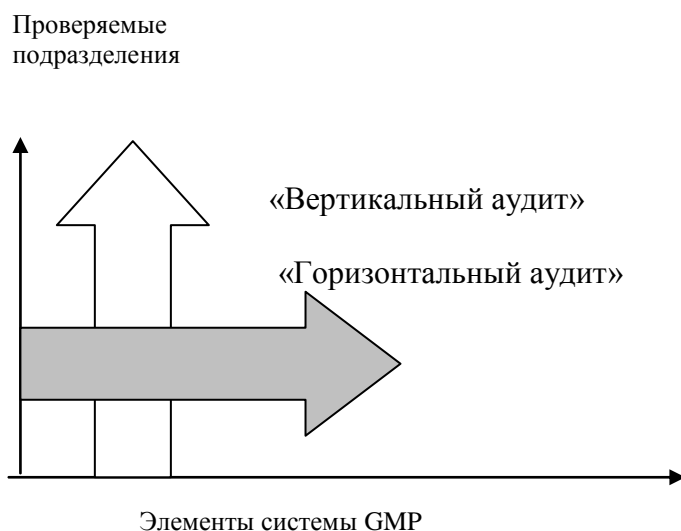 Проверяемые
подразделения
«Вертикальный аудит»
«Горизонтальный аудит»
Элементы системы GMP